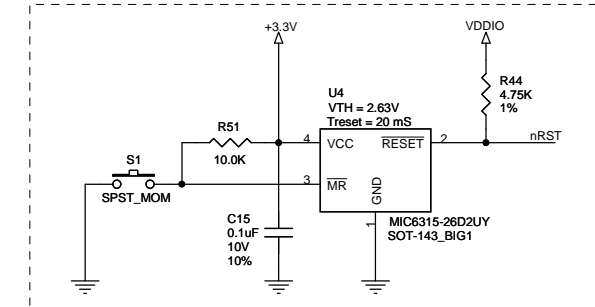 +3.3V
VDDIO
R44
4.75K
1%
U4
VTH = 2.63V
Treset = 20 mS
R51
10.0K
4
VCC
RESET
2
nRST
S1
SPST_MOM
3
MR
GND
1
C15
0.1uF
10V
10%
MIC6315-26D2UY
SOT-143_BIG1